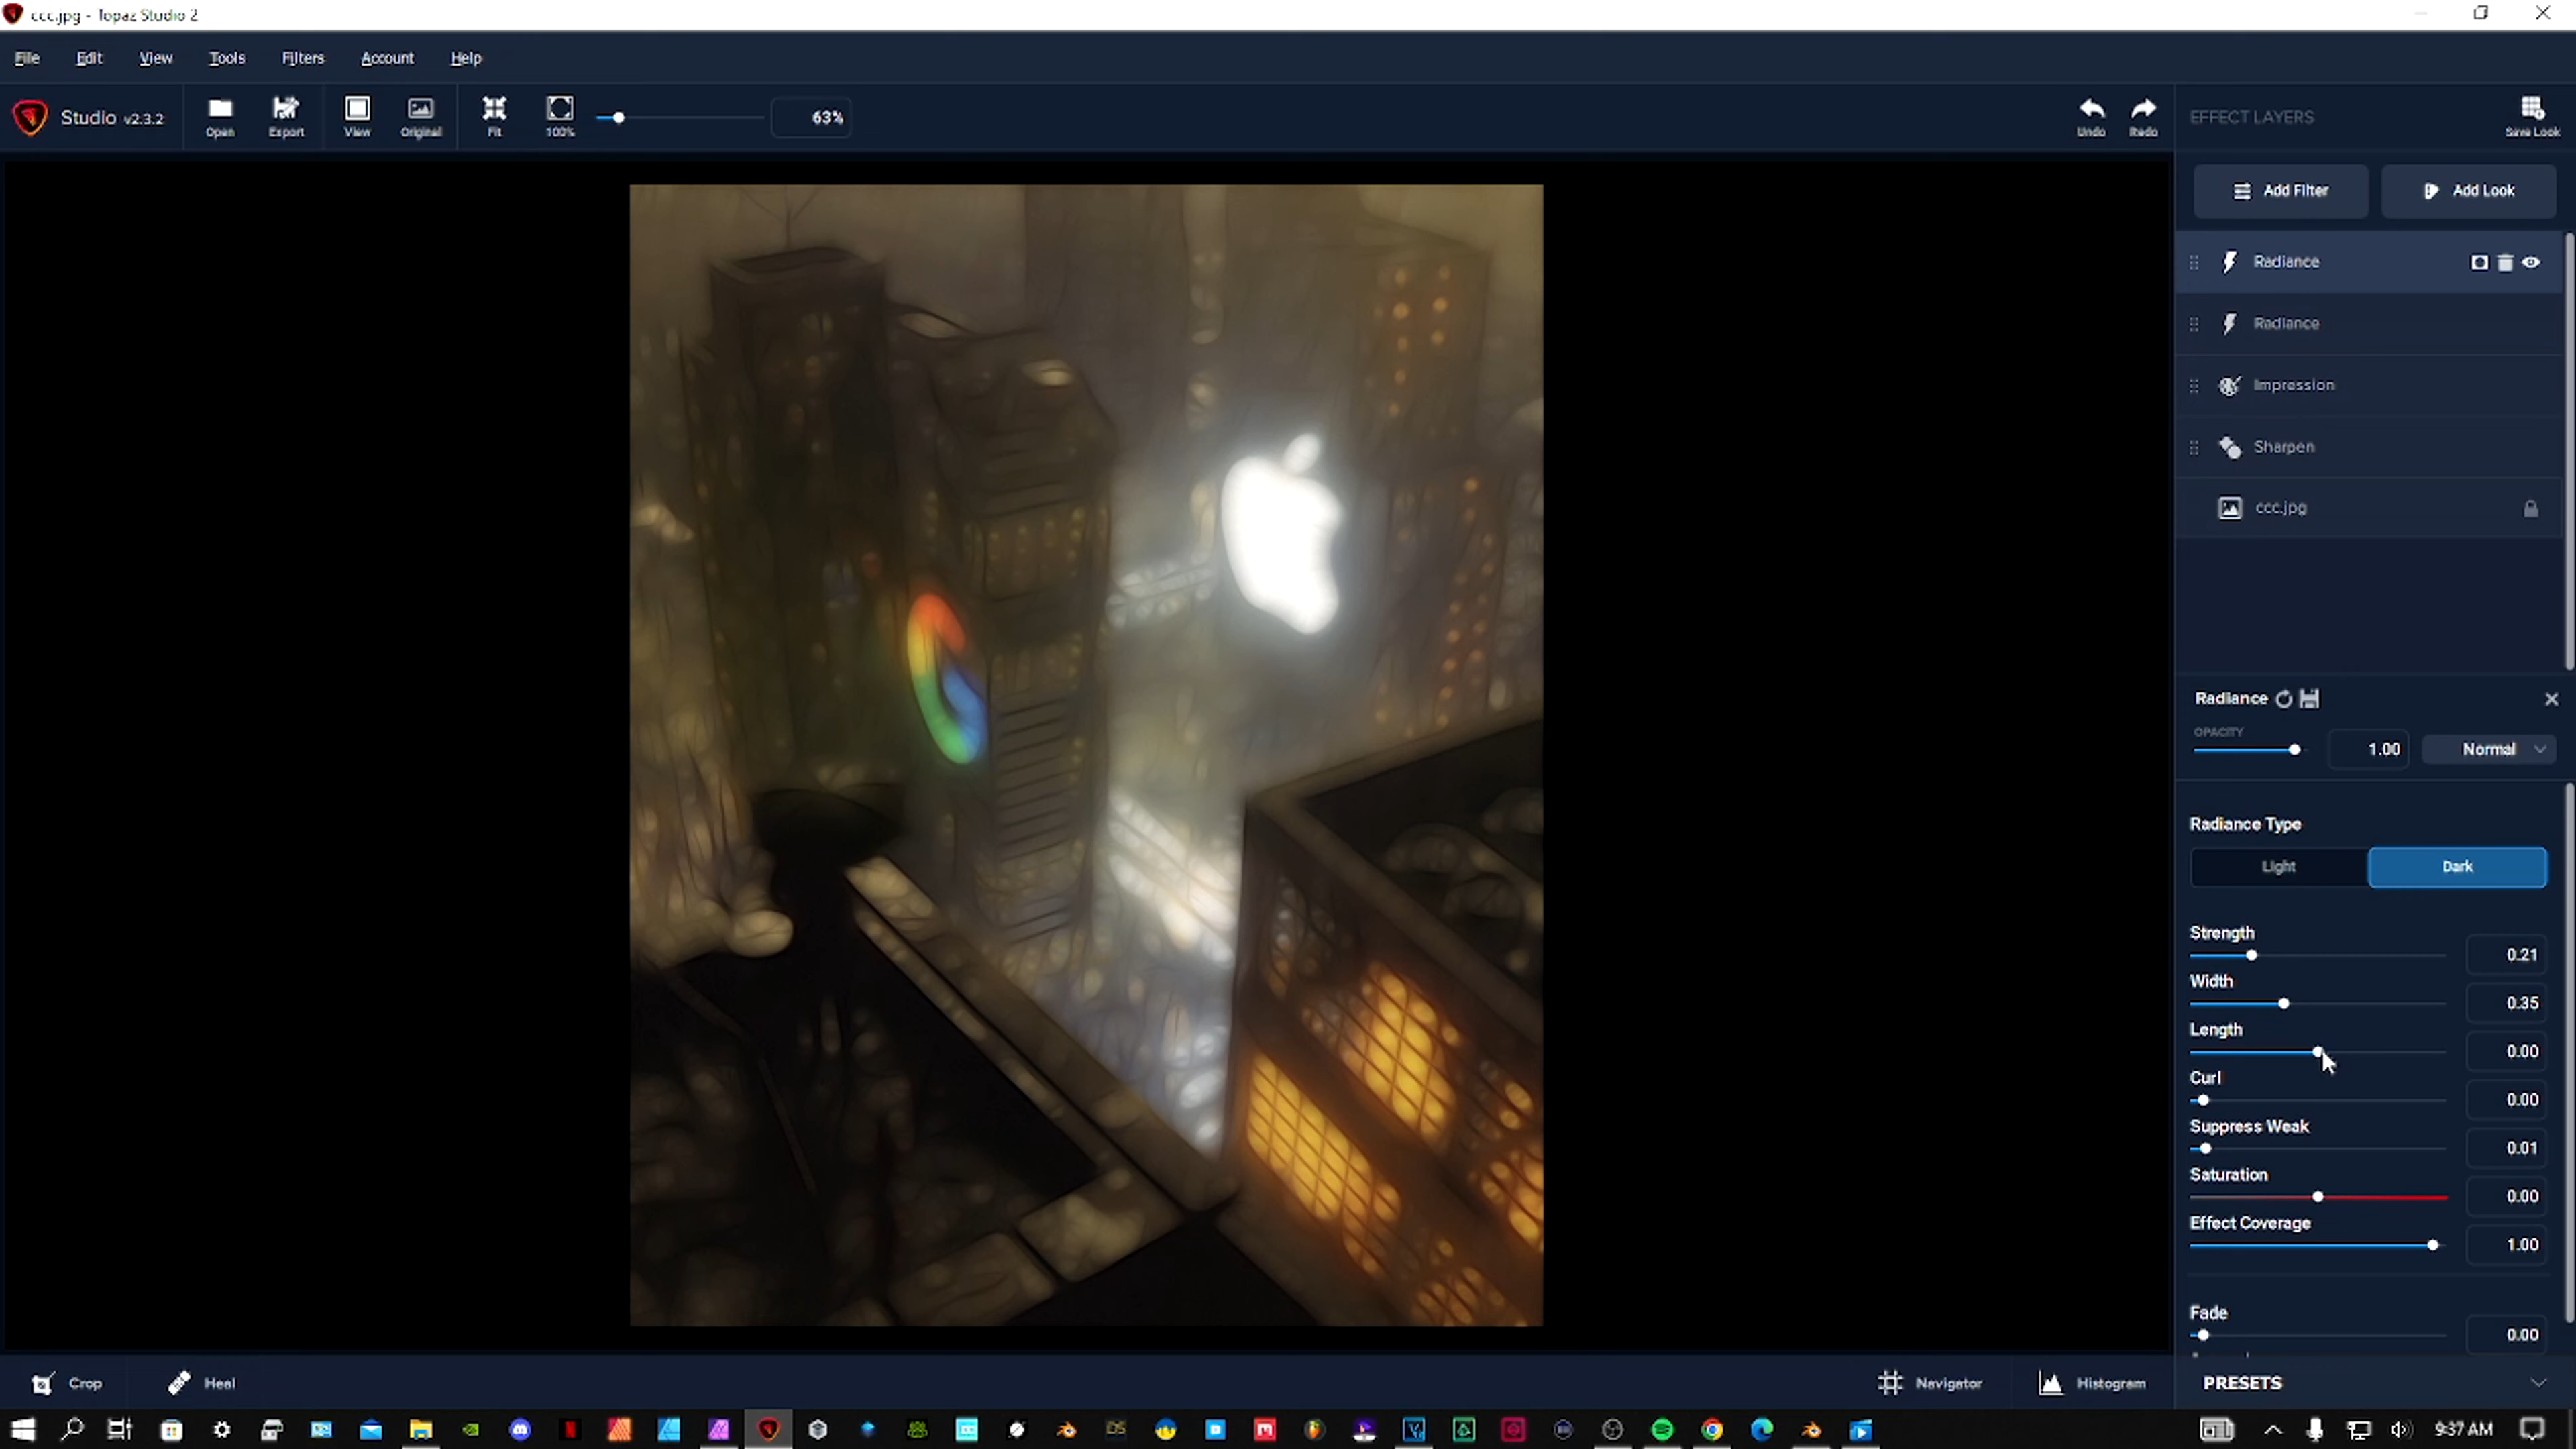 ccc.jpg - Topaz Studio 2
File Edit View Tools Filters Account Help
Studio v2.3.2 Open Export View Original Fit 100% 63% Undo Redo
EFFECT LAYERS Save Look
Add Filter Add Look
Radiance
Radiance
Impression
Sharpen
ccc.jpg
Radiance
OPACITY
1.00 Normal
Radiance Type
Light Dark
Strength
0.21
Width
0.35
Length
0.00
Curl
0.00
Suppress Weak
0.01
Saturation
0.00
Effect Coverage
1.00
Fade
0.00
Crop Heal Navigator Histogram PRESETS
DS
9:37 AM